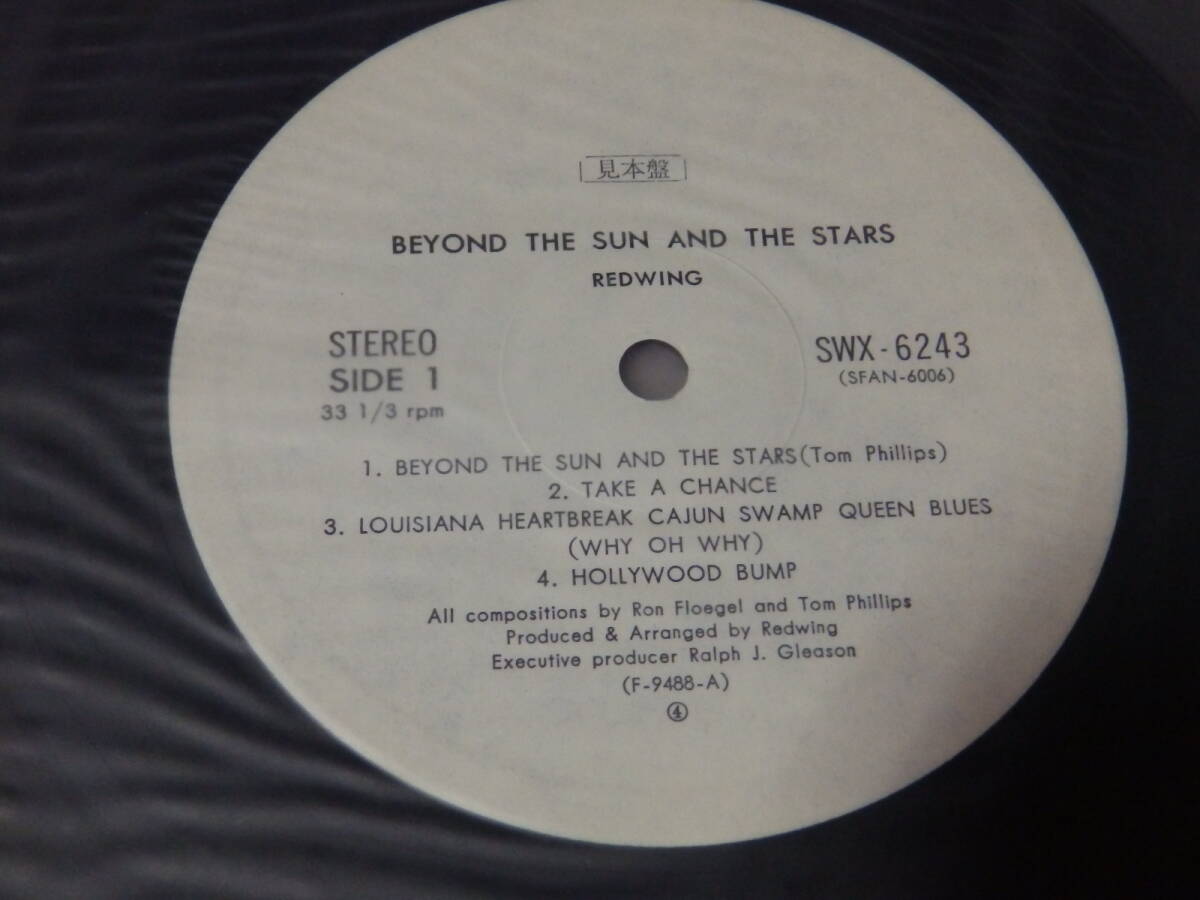 見本盤
BEYOND THE SUN AND THE STARS
REDWING
STEREO
SIDE 1
33 1/3 rpm
SWX-6243
(SFAN-6006)
1. BEYOND THE SUN AND THE STARS(Tom Phillips)
2. TAKE A CHANCE
3. LOUISIANA HEARTBREAK CAJUN SWAMP QUEEN BLUES
(WHY OH WHY)
4. HOLLYWOOD BUMP
All compositions by Ron Floegel and Tom Phillips
Produced & Arranged by Redwing
Executive producer Ralph J. Gleason
(F-9488-A)
④